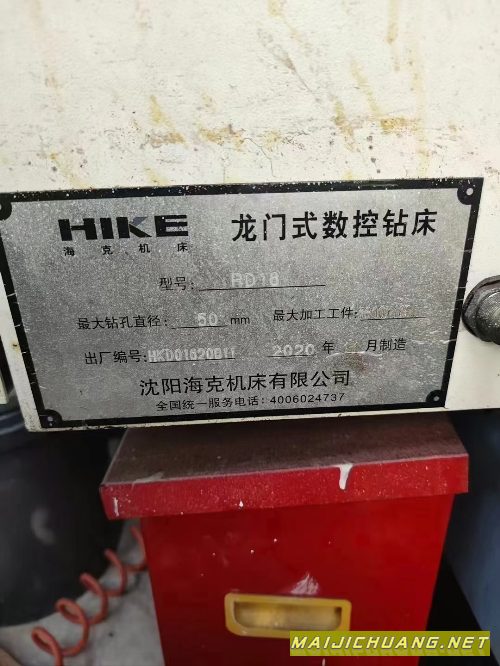 HIKE
海克机床
龙门式数控钻床
型号: RD16
最大钻孔直径: 50 mm 最大加工工件:
出厂编号: 2020 年 月制造
沈阳海克机床有限公司
全国统一服务电话: 4006024737
MAIJICHUANG.NET